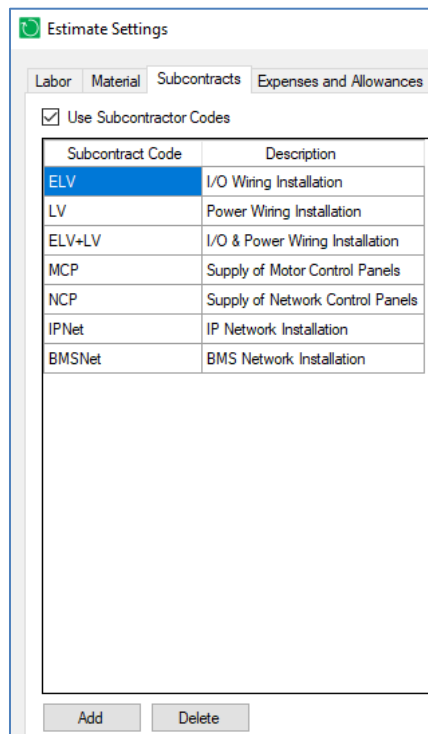 Estimate Settings
Labor Material Subcontracts Expenses and Allowances
Use Subcontractor Codes
Subcontract Code Description
ELV I/O Wiring Installation
LV Power Wiring Installation
ELV+LV I/O & Power Wiring Installation
MCP Supply of Motor Control Panels
NCP Supply of Network Control Panels
IPNet IP Network Installation
BMSNet BMS Network Installation
Add Delete